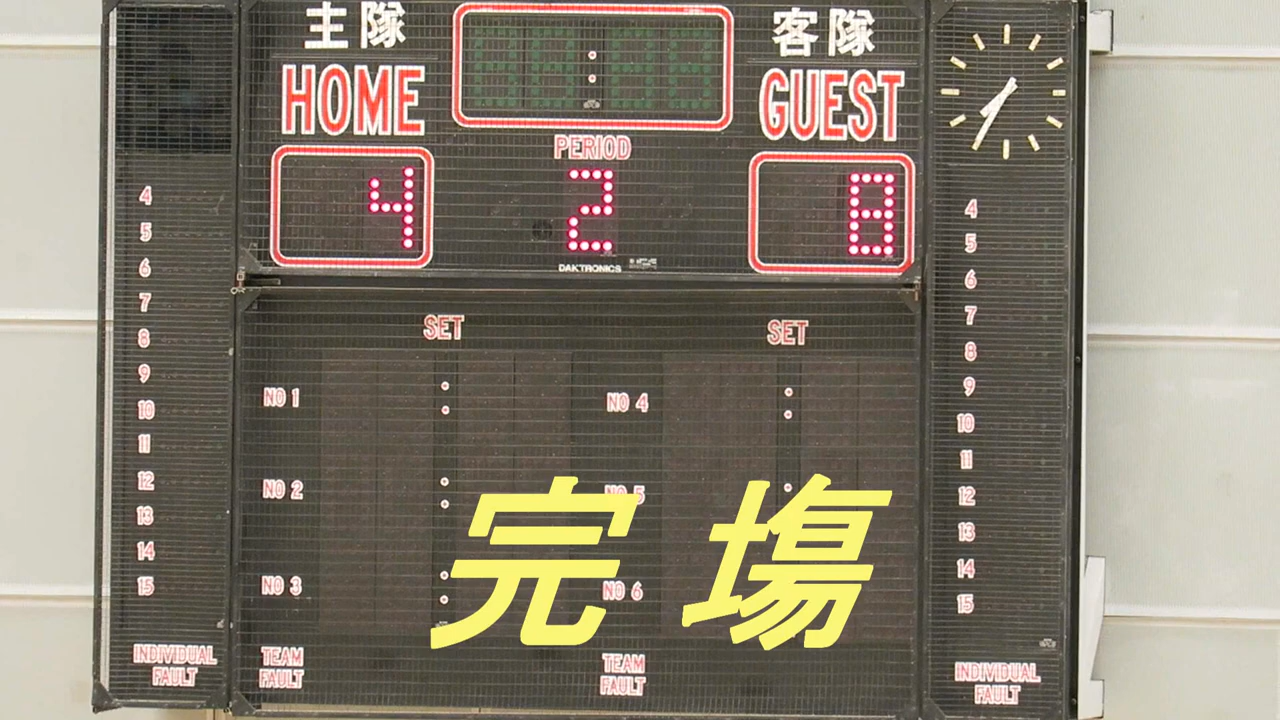 主隊
客隊
HOME
GUEST
PERIOD
4
2
8
DAKTRONICS
4
5
6
7
8
9
10
11
12
13
14
15
INDIVIDUAL
FAULT
SET
SET
NO 1
NO 4
NO 2
NO 5
NO 3
NO 6
完場
TEAM
FAULT
TEAM
FAULT
4
5
6
7
8
9
10
11
12
13
14
15
INDIVIDUAL
FAULT